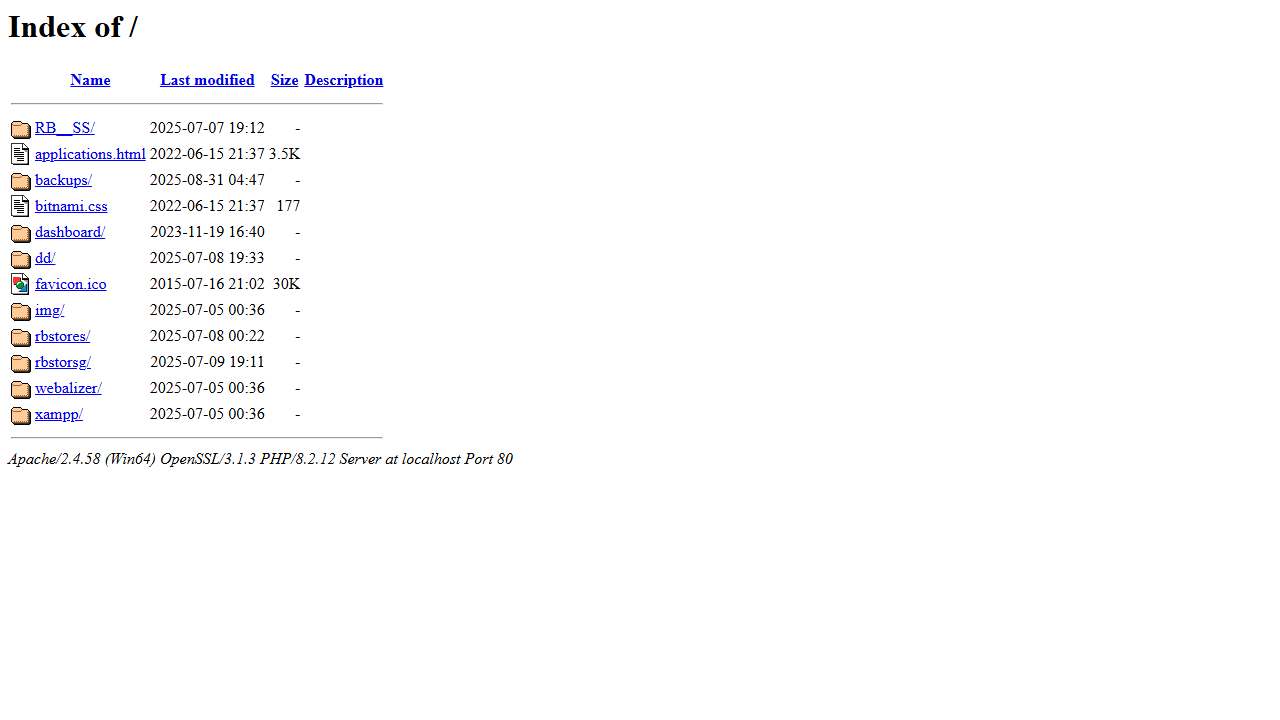 Index of /
Name Last modified Size Description
RB__SS/ 2025-07-07 19:12 -
applications.html 2022-06-15 21:37 3.5K
backups/ 2025-08-31 04:47 -
bitnami.css 2022-06-15 21:37 177
dashboard/ 2023-11-19 16:40 -
dd/ 2025-07-08 19:33 -
favicon.ico 2015-07-16 21:02 30K
img/ 2025-07-05 00:36 -
rbstores/ 2025-07-08 00:22 -
rbstorsg/ 2025-07-09 19:11 -
webalizer/ 2025-07-05 00:36 -
xampp/ 2025-07-05 00:36 -
Apache/2.4.58 (Win64) OpenSSL/3.1.3 PHP/8.2.12 Server at localhost Port 80